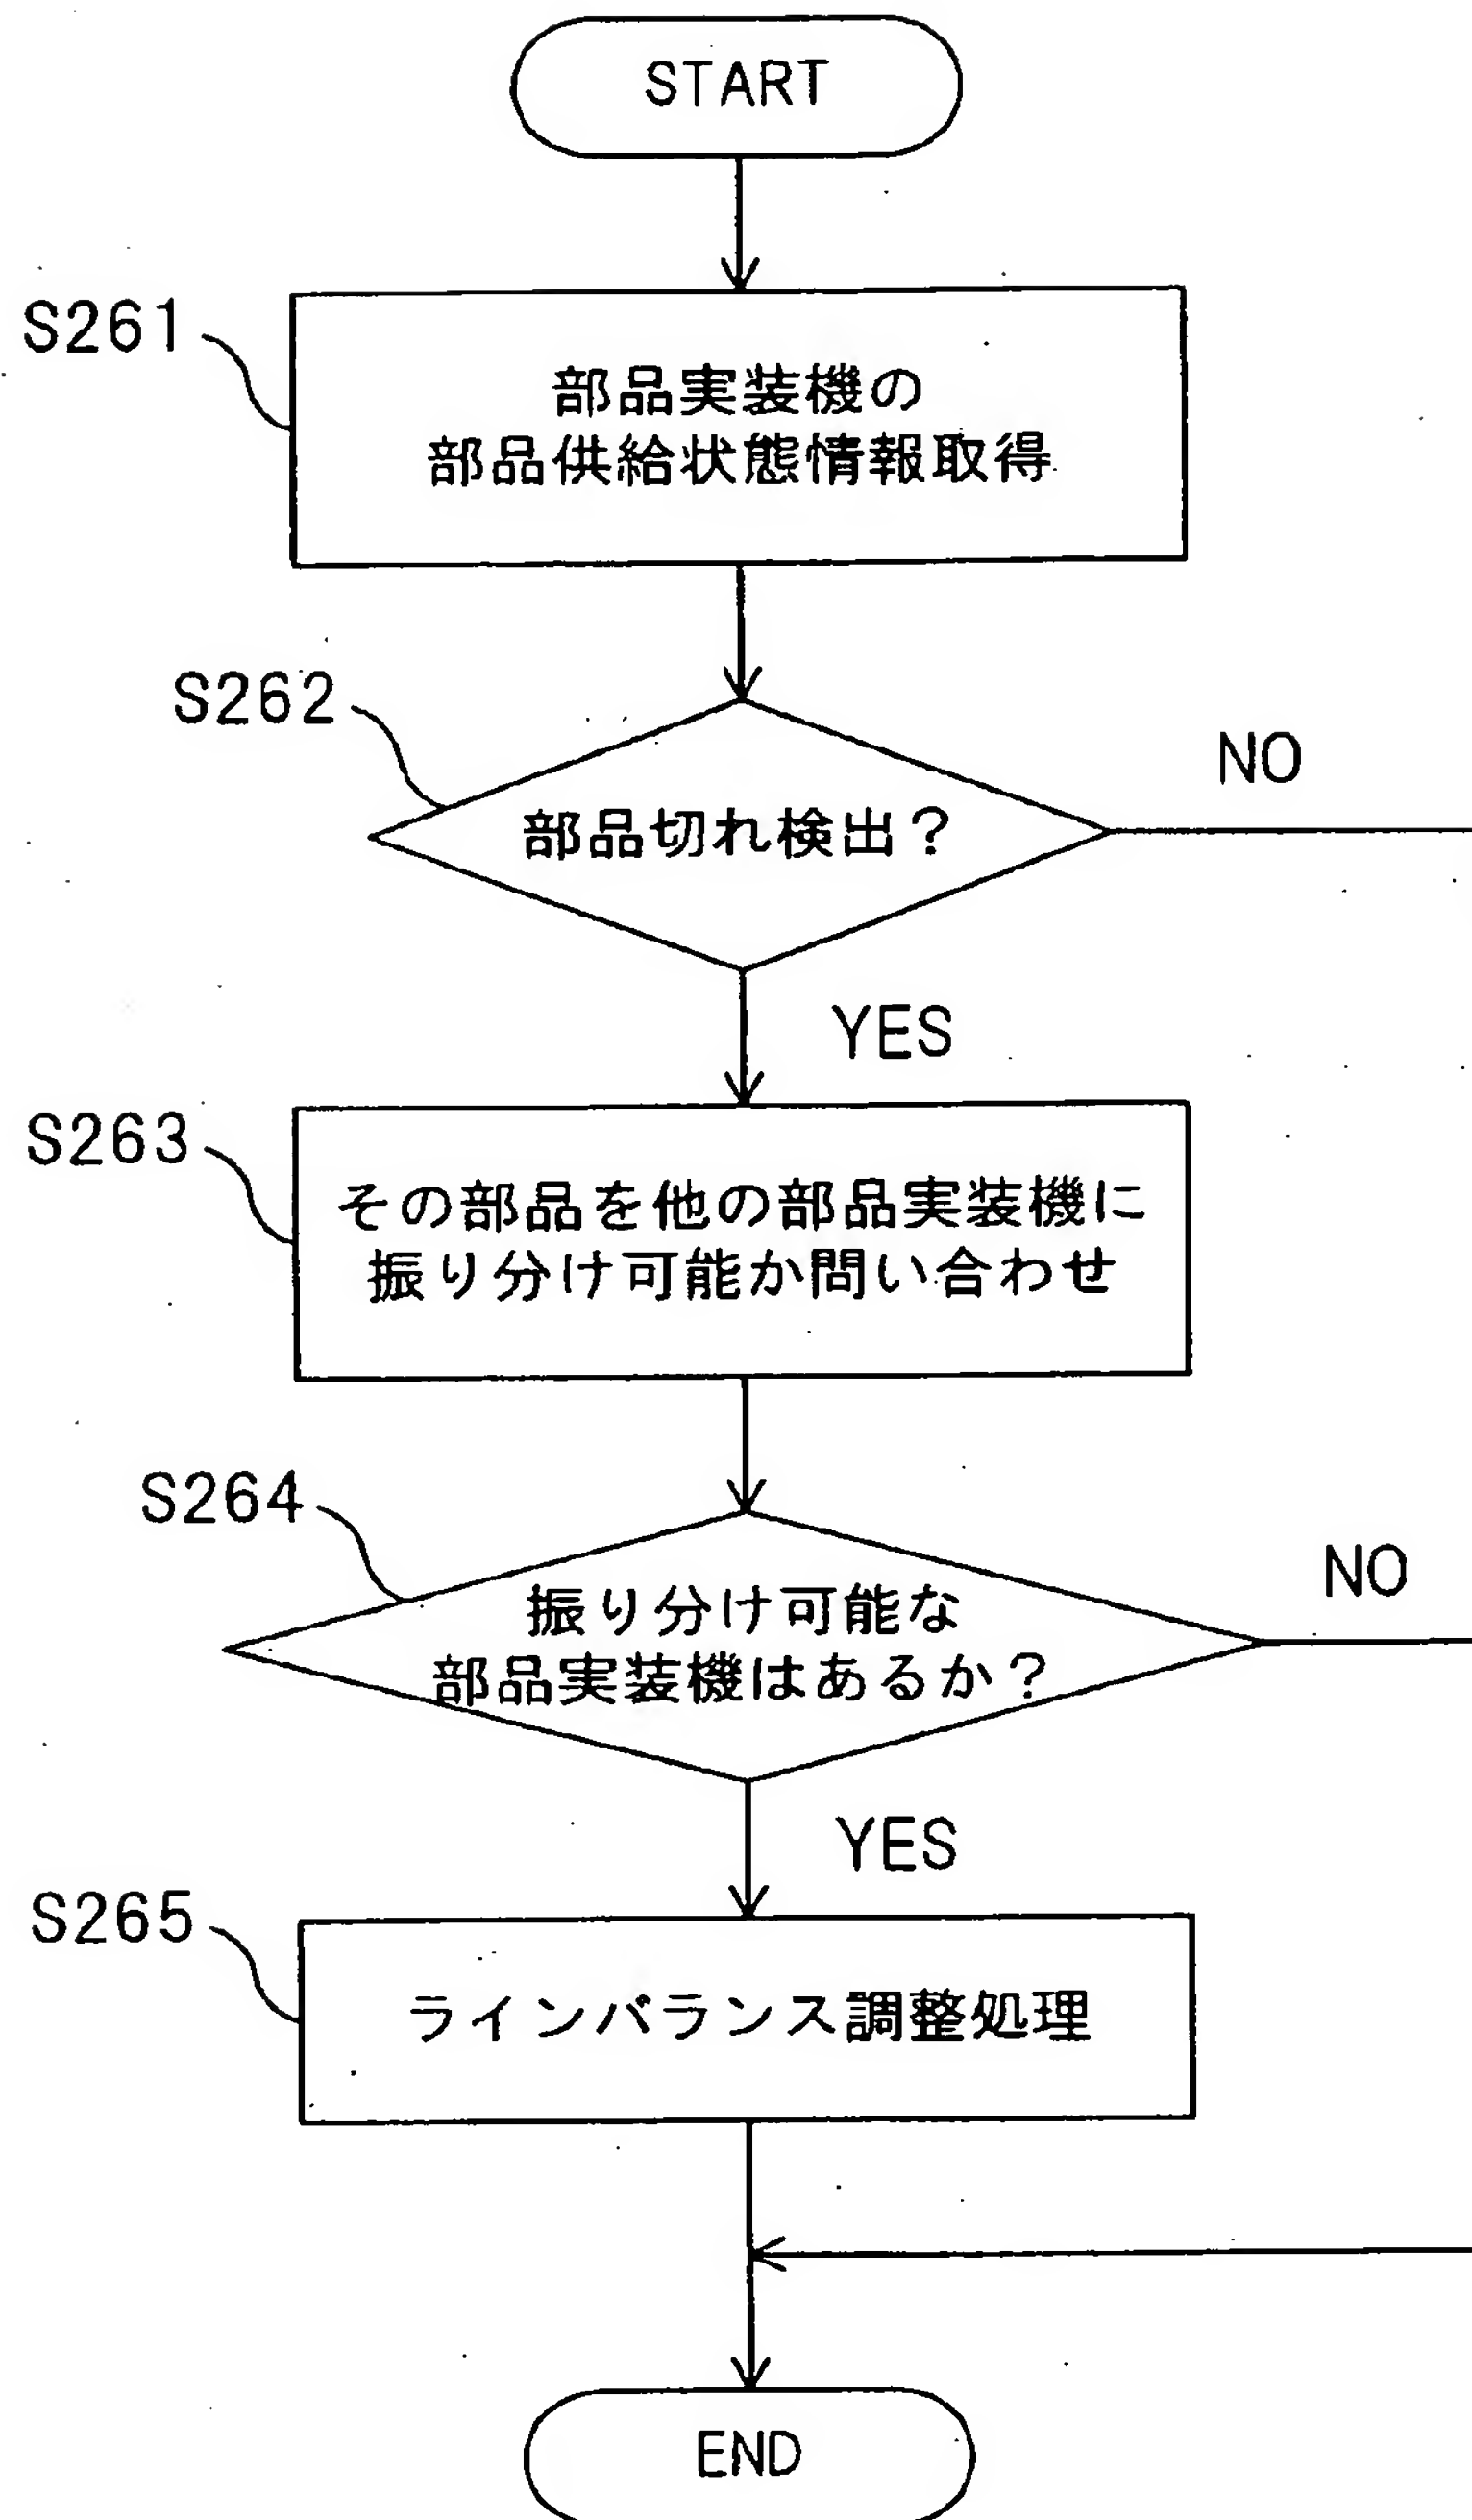 START
S261
部品実装機の
部品供給状態情報取得
S262
部品切れ検出？
NO
YES
S263
その部品を他の部品実装機に
振り分け可能か問い合わせ
S264
振り分け可能な
部品実装機はあるか？
NO
YES
S265
ラインバランス調整処理
END